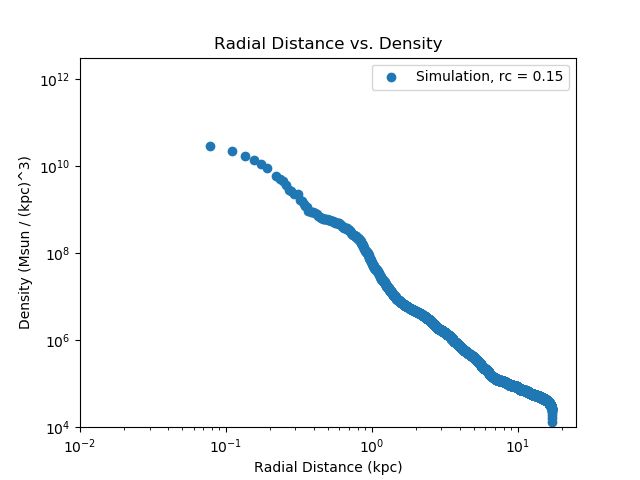 Radial Distance vs. Density
Simulation, rc = 0.15
Density (Msun / (kpc)^3)
10^12
10^10
10^8
10^6
10^4
10^−2
10^−1
10^0
10^1
Radial Distance (kpc)